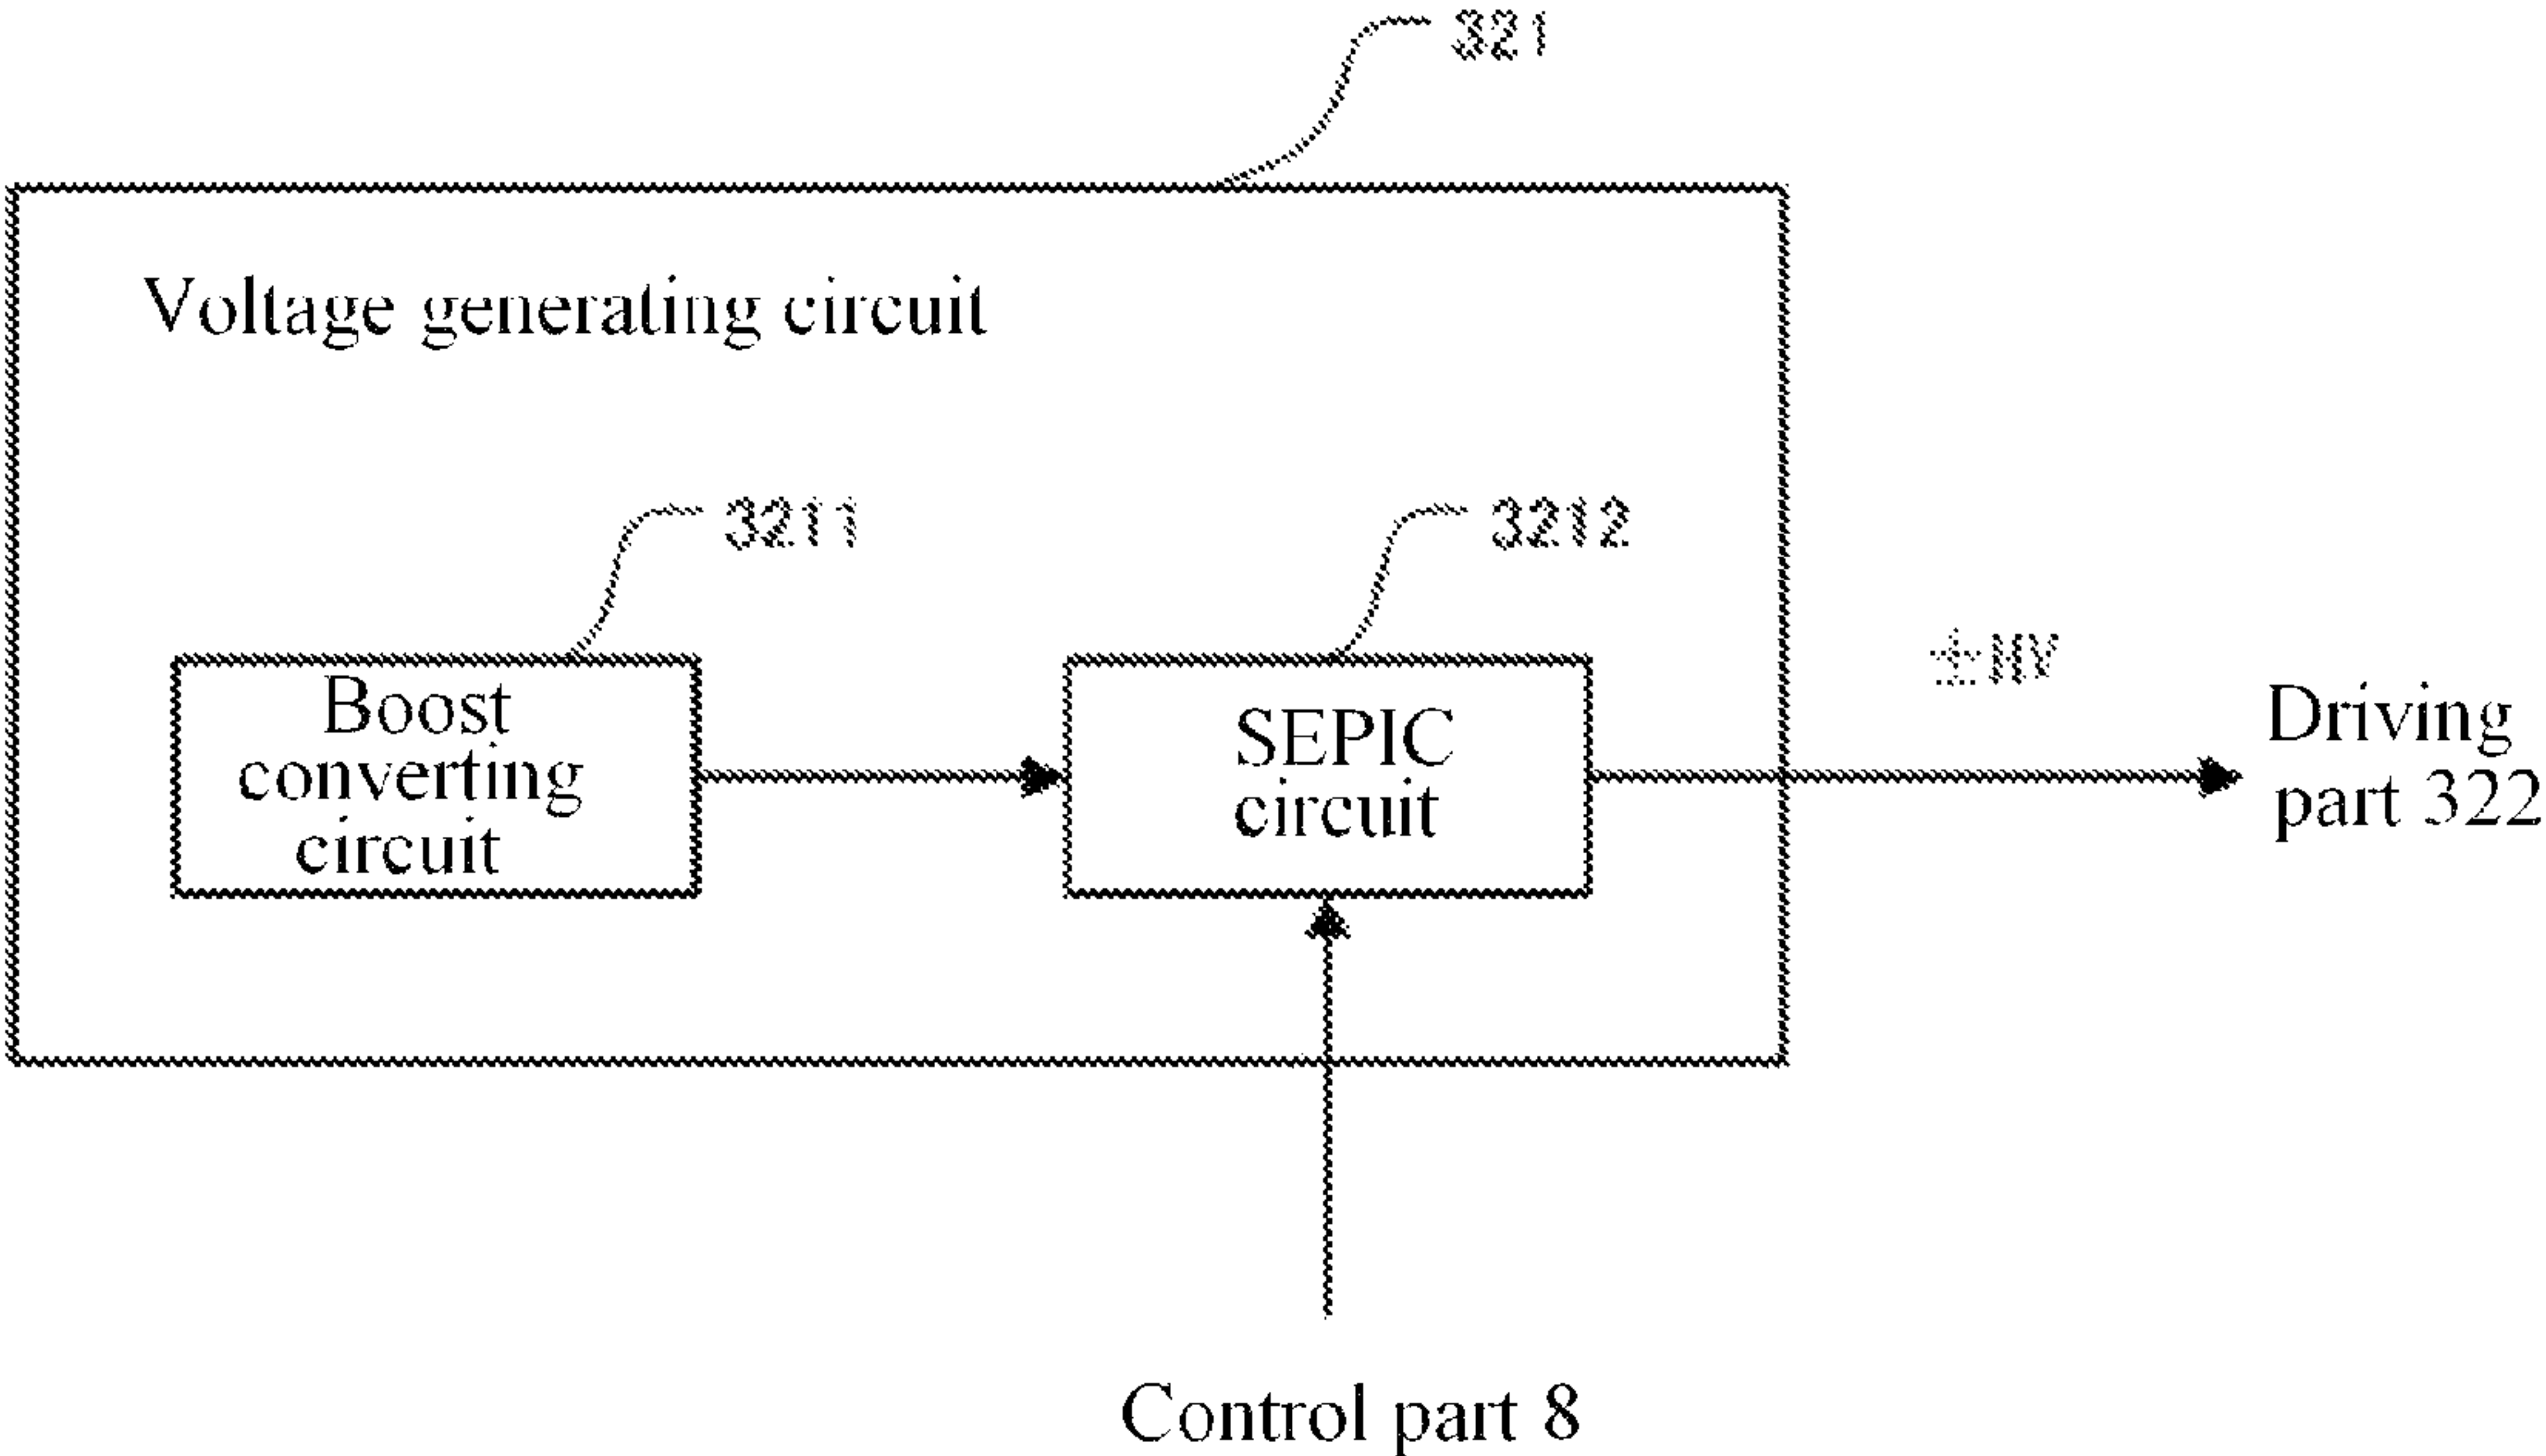 321
Voltage generating circuit
3211
3212
Boost
converting
circuit
SEPIC
circuit
±HV
Driving
part 322
Control part 8